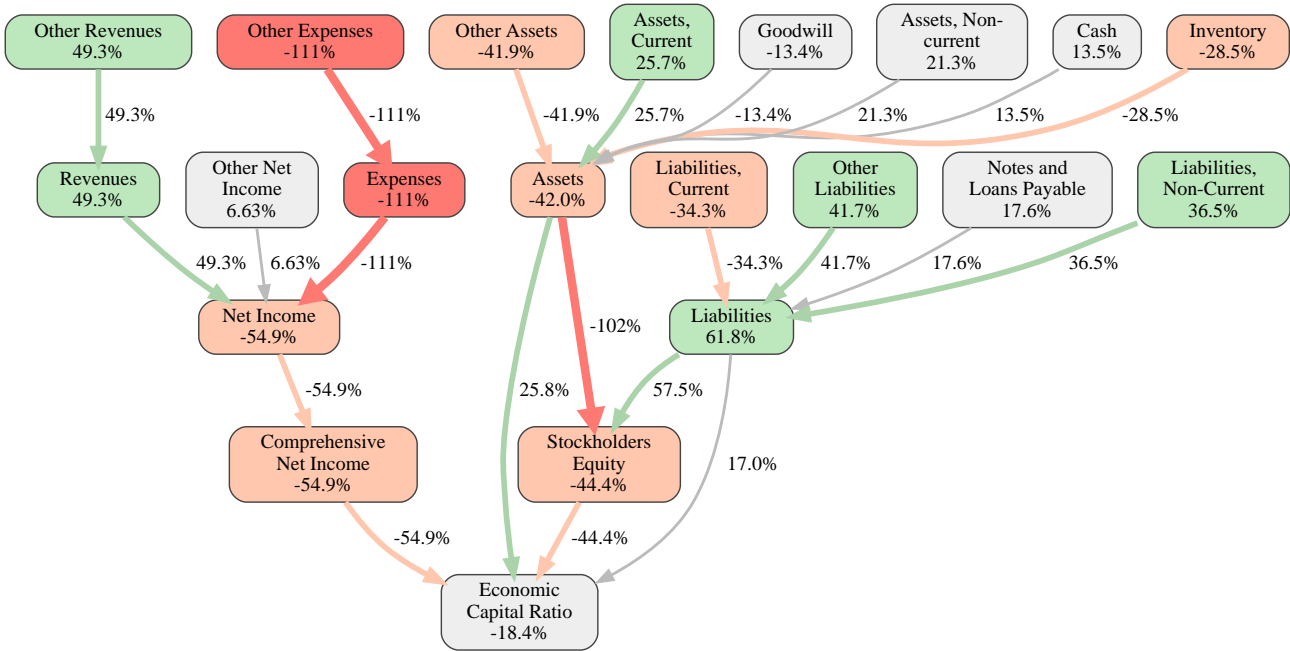 Other Revenues
49.3%
Other Expenses
-111%
Other Assets
-41.9%
Assets,
Current
25.7%
Goodwill
-13.4%
Assets, Non-
current
21.3%
Cash
13.5%
Inventory
-28.5%
49.3%
-111%
-41.9%
25.7%
-13.4%
21.3%
13.5%
-28.5%
Revenues
49.3%
Other Net
Income
6.63%
Expenses
-111%
Assets
-42.0%
Liabilities,
Current
-34.3%
Other
Liabilities
41.7%
Notes and
Loans Payable
17.6%
Liabilities,
Non-Current
36.5%
49.3%
6.63%
-111%
-34.3%
41.7%
17.6%
36.5%
Net Income
-54.9%
-102%
Liabilities
61.8%
-54.9%
25.8%
57.5%
Comprehensive
Net Income
-54.9%
Stockholders
Equity
-44.4%
17.0%
-54.9%
-44.4%
Economic
Capital Ratio
-18.4%